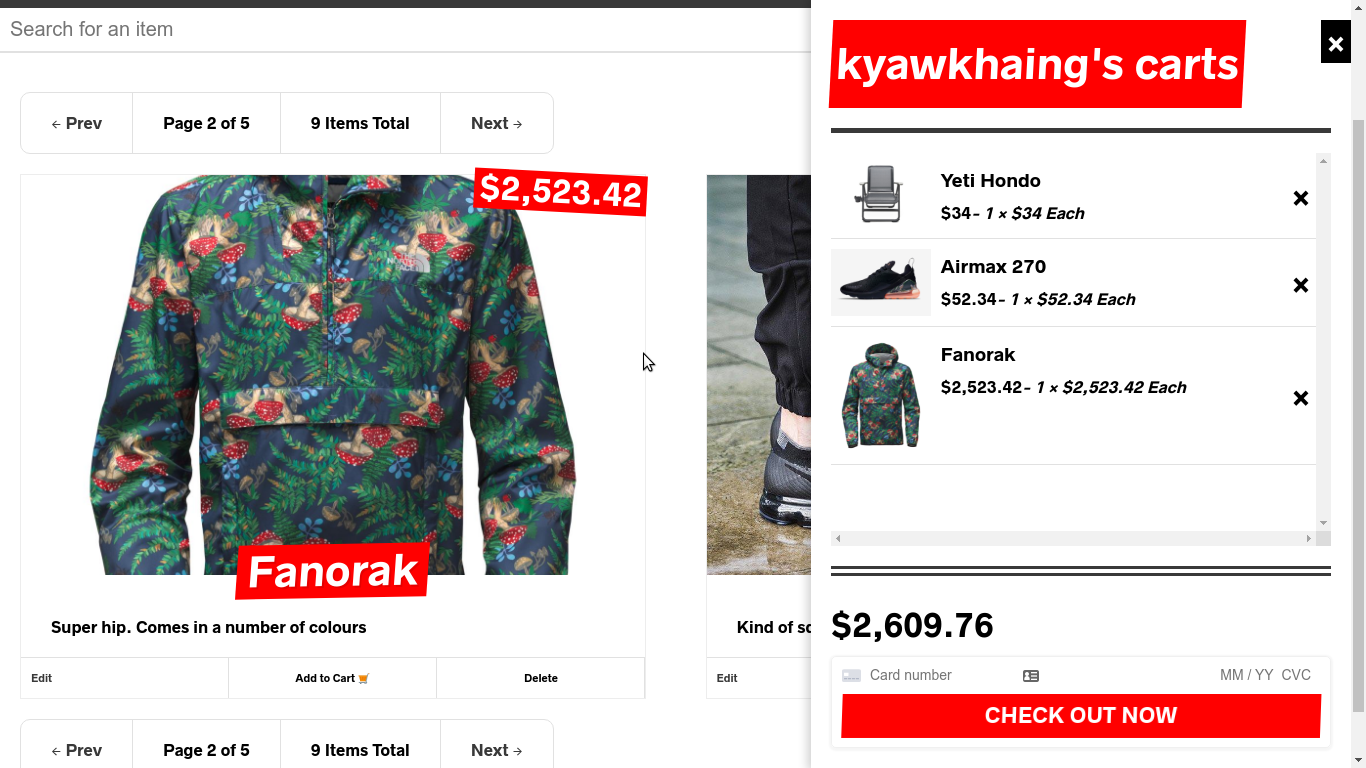 Search for an item
← Prev
Page 2 of 5
9 Items Total
Next →
$2,523.42
Fanorak
Super hip. Comes in a number of colours
Edit
Add to Cart 🛒
Delete
Kind of
Edit
← Prev
Page 2 of 5
9 Items Total
Next →
kyawkhaing's carts
×
Yeti Hondo
$34 - 1 × $34 Each
×
Airmax 270
$52.34 - 1 × $52.34 Each
×
Fanorak
$2,523.42 - 1 × $2,523.42 Each
×
$2,609.76
Card number
MM / YY CVC
CHECK OUT NOW